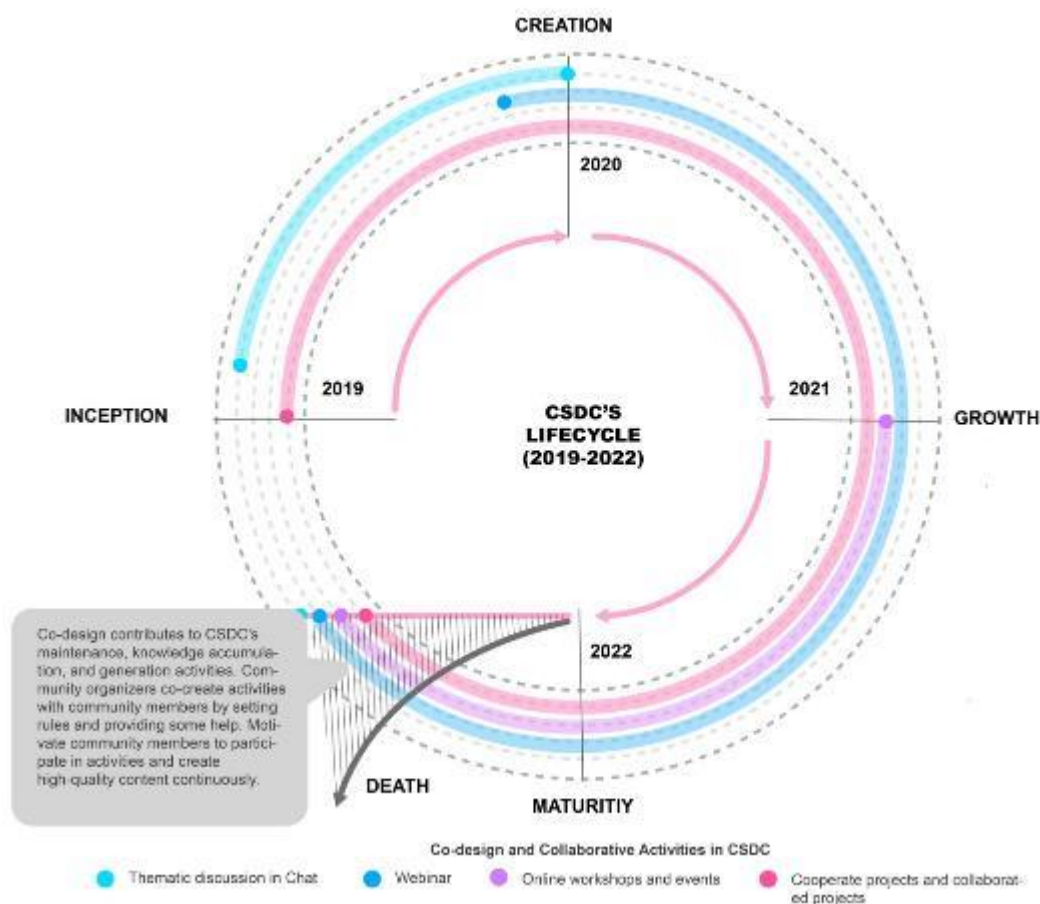 CREATION
2020
2019
2021
INCEPTION
GROWTH
CSDC'S
LIFECYCLE
(2019-2022)
Co-design contributes to CSDC's
maintenance, knowledge accumula-
tion, and generation activities. Com-
munity organizers co-create activities
with community members by setting
rules and providing some help. Moti-
vate community members to partici-
pate in activities and create
high-quality content continuously.
2022
DEATH
MATURITIY
Co-design and Collaborative Activities in CSDC
Thematic discussion in Chat
Webinar
Online workshops and events
Cooperate projects and collaborat-
ed projects